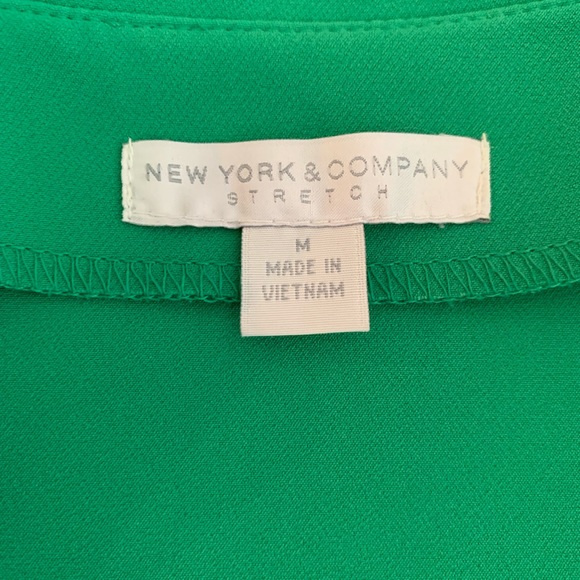 NEW YORK & COMPANY
STRETCH
M
MADE IN
VIETNAM